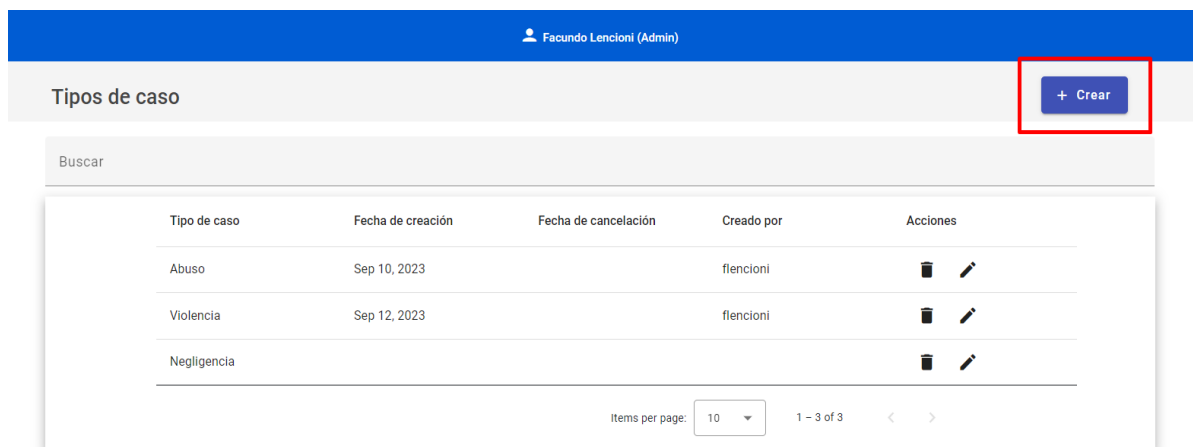 Facundo Lencioni (Admin)
Tipos de caso
+ Crear
Buscar
Tipo de caso Fecha de creación Fecha de cancelación Creado por Acciones
Abuso Sep 10, 2023 flencioni
Violencia Sep 12, 2023 flencioni
Negligencia
Items per page: 10 1 – 3 of 3